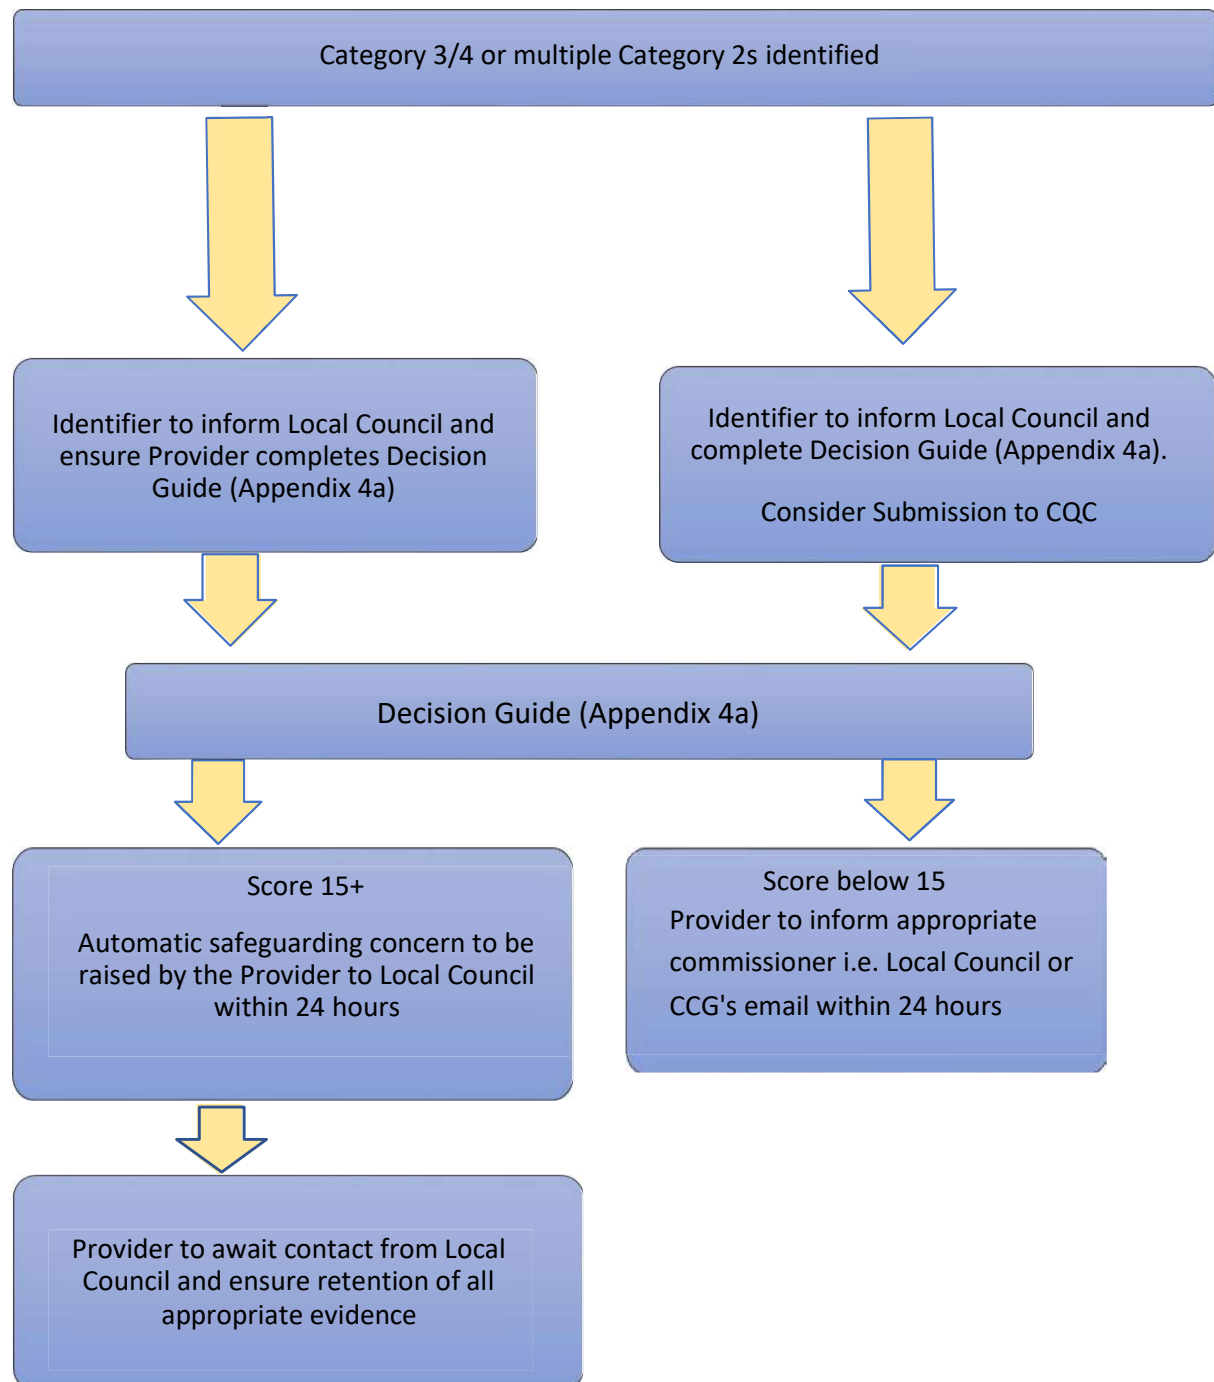 Category 3/4 or multiple Category 2s identified
Identifier to inform Local Council and
ensure Provider completes Decision
Guide (Appendix 4a)
Identifier to inform Local Council and
complete Decision Guide (Appendix 4a).
Consider Submission to CQC
Decision Guide (Appendix 4a)
Score 15+
Automatic safeguarding concern to be
raised by the Provider to Local Council
within 24 hours
Score below 15
Provider to inform appropriate
commissioner i.e. Local Council or
CCG's email within 24 hours
Provider to await contact from Local
Council and ensure retention of all
appropriate evidence